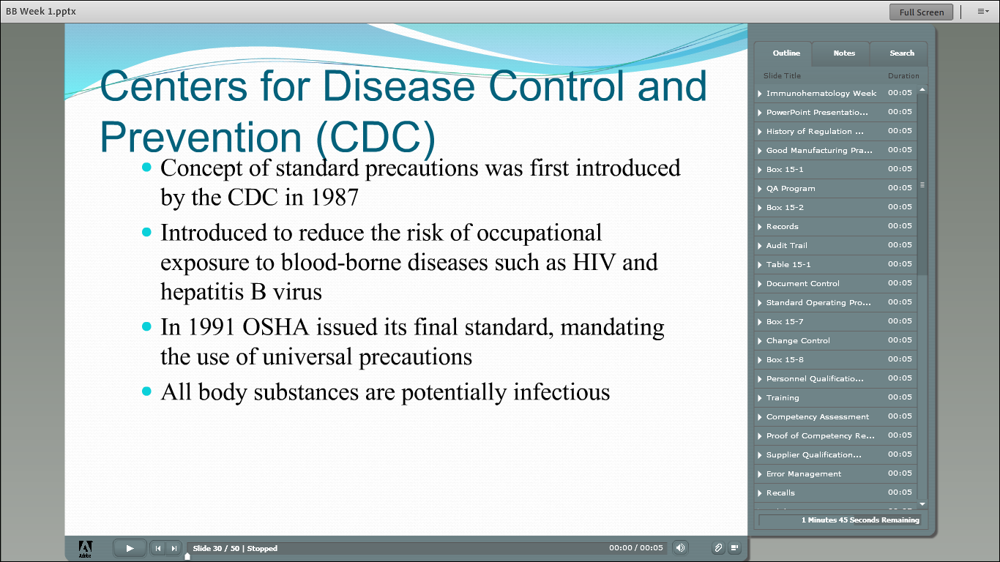 BB Week 1.pptx
Full Screen
Centers for Disease Control and
Prevention (CDC)
Concept of standard precautions was first introduced
by the CDC in 1987
Introduced to reduce the risk of occupational
exposure to blood-borne diseases such as HIV and
hepatitis B virus
In 1991 OSHA issued its final standard, mandating
the use of universal precautions
All body substances are potentially infectious
Outline Notes Search
Slide Title Duration
Immunohematology Week 00:05
PowerPoint Presentatio... 00:05
History of Regulation ... 00:05
Good Manufacturing Pra... 00:05
Box 15-1 00:05
QA Program 00:05
Box 15-2 00:05
Records 00:05
Audit Trail 00:05
Table 15-1 00:05
Document Control 00:05
Standard Operating Pro... 00:05
Box 15-7 00:05
Change Control 00:05
Box 15-8 00:05
Personnel Qualificatio... 00:05
Training 00:05
Competency Assessment 00:05
Proof of Competency Re... 00:05
Supplier Qualification... 00:05
Error Management 00:05
Recalls 00:05
1 Minutes 45 Seconds Remaining
Adobe
Slide 30 / 50 | Stopped 00:00 / 00:05